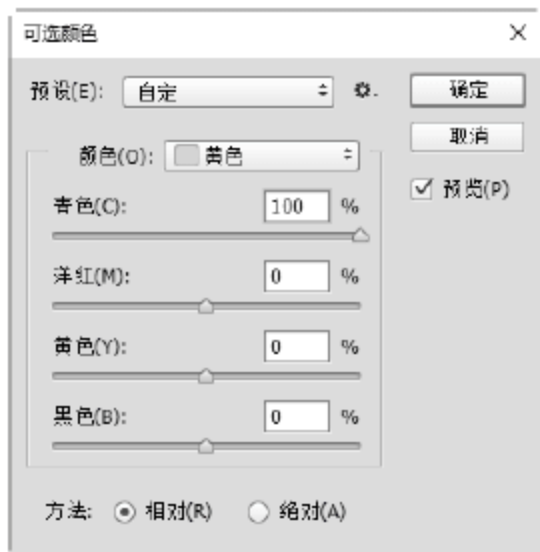 可选颜色
预设(E): 自定
确定
取消
预览(P)
颜色(O): 黄色
青色(C): 100 %
洋红(M): 0 %
黄色(Y): 0 %
黑色(B): 0 %
方法: 相对(R) 绝对(A)